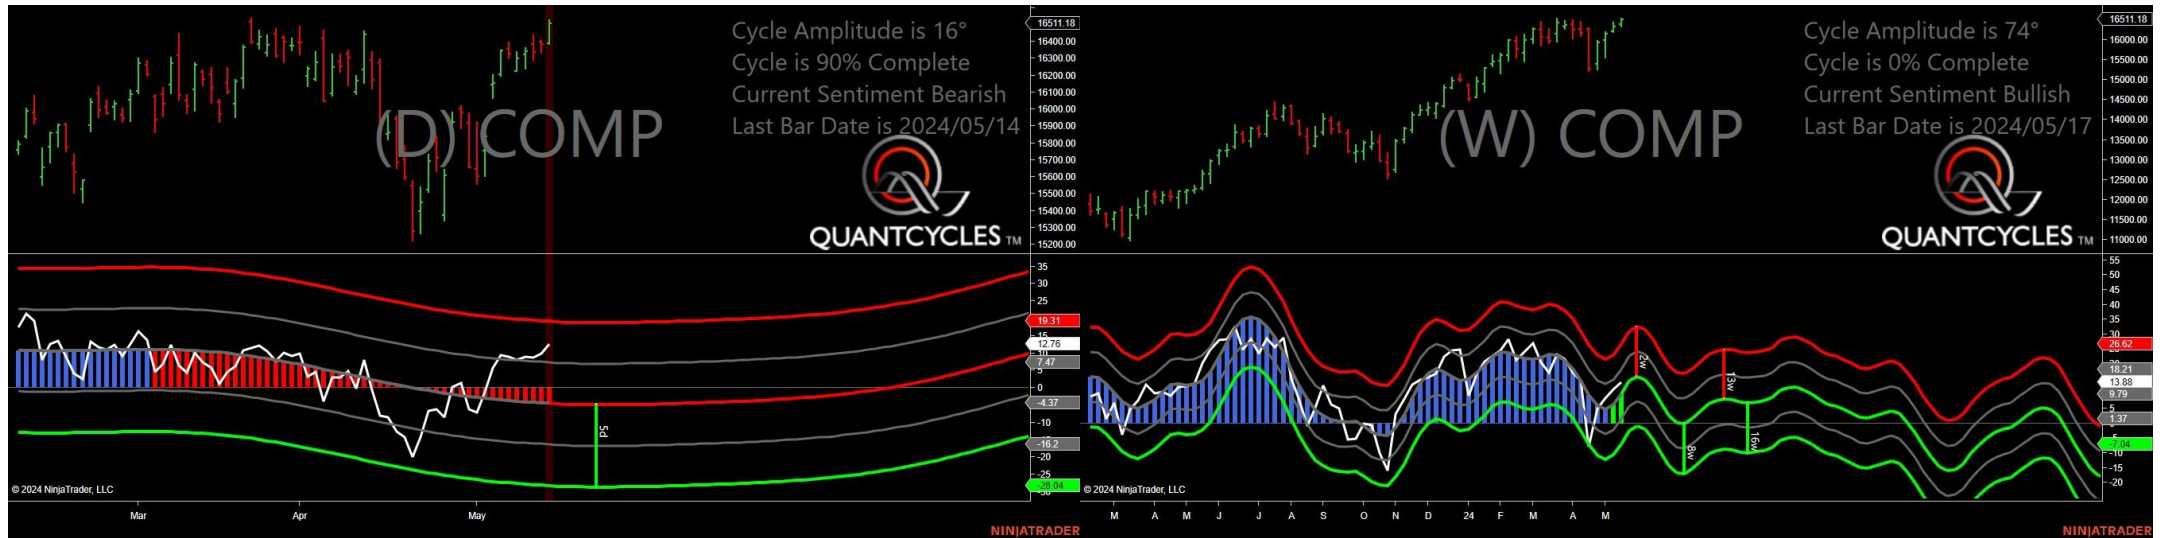 Cycle Amplitude is 16°
Cycle is 90% Complete
Current Sentiment Bearish
Last Bar Date is 2024/05/14
(D) COMP
QUANTCYCLES TM
16511.18
16400.00
16300.00
16200.00
16100.00
16000.00
15900.00
15800.00
15700.00
15600.00
15500.00
15400.00
15300.00
15200.00
35
30
25
19.31
15
12.76
10
7.47
5
0
-4.37
-10
-16.2
-20
-25
-28.04
5d
© 2024 NinjaTrader, LLC
Mar Apr May
NINJATRADER
Cycle Amplitude is 74°
Cycle is 0% Complete
Current Sentiment Bullish
Last Bar Date is 2024/05/17
(W) COMP
QUANTCYCLES TM
16511.18
16000.00
15500.00
15000.00
14500.00
14000.00
13500.00
13000.00
12500.00
12000.00
11500.00
11000.00
55
50
45
40
35
30
26.62
18.21
13.88
9.79
5
1.37
-7.04
-10
-15
-20
2w
8w
13w
16w
© 2024 NinjaTrader, LLC
M A M J J A S O N D 24 F M A M
NINJATRADER